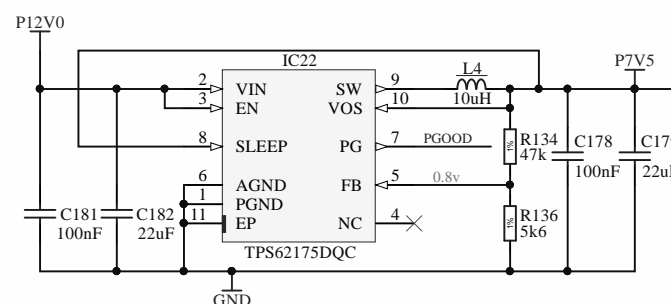 P12V0
P7V5
IC22
L4
10uH
2
3
8
6
1
11
VIN
EN
SLEEP
AGND
PGND
EP
SW
VOS
PG
FB
NC
9
10
7
5
4
PGOOD
0.8v
1%
R134
47k
1%
R136
5k6
C181
100nF
C182
22uF
C178
100nF
C17
22u
TPS62175DQC
GND